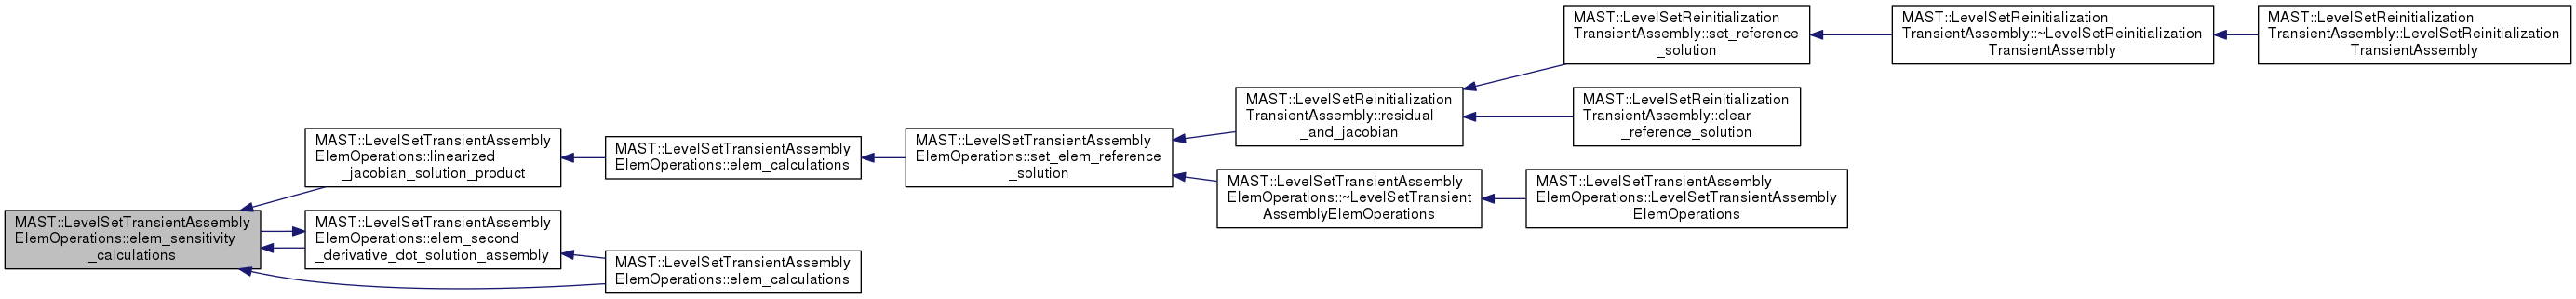 MAST::LevelSetReinitialization
TransientAssembly::set_reference
_solution
MAST::LevelSetReinitialization
TransientAssembly::~LevelSetReinitialization
TransientAssembly
MAST::LevelSetReinitialization
TransientAssembly::LevelSetReinitialization
TransientAssembly
MAST::LevelSetReinitialization
TransientAssembly::residual
_and_jacobian
MAST::LevelSetReinitialization
TransientAssembly::clear
_reference_solution
MAST::LevelSetTransientAssembly
ElemOperations::linearized
_jacobian_solution_product
MAST::LevelSetTransientAssembly
ElemOperations::elem_calculations
MAST::LevelSetTransientAssembly
ElemOperations::set_elem_reference
_solution
MAST::LevelSetTransientAssembly
ElemOperations::~LevelSetTransient
AssemblyElemOperations
MAST::LevelSetTransientAssembly
ElemOperations::LevelSetTransientAssembly
ElemOperations
MAST::LevelSetTransientAssembly
ElemOperations::elem_sensitivity
_calculations
MAST::LevelSetTransientAssembly
ElemOperations::elem_second
_derivative_dot_solution_assembly
MAST::LevelSetTransientAssembly
ElemOperations::elem_calculations